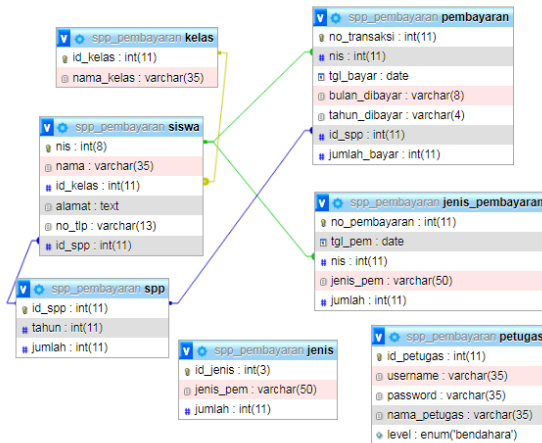 spp_pembayaran kelas
id_kelas : int(11)
nama_kelas : varchar(35)
spp_pembayaran siswa
nis : int(8)
nama : varchar(35)
id_kelas : int(11)
alamat : text
no_tlp : varchar(13)
id_spp : int(11)
spp_pembayaran spp
id_spp : int(11)
tahun : int(11)
jumlah : int(11)
spp_pembayaran jenis
id_jenis : int(3)
jenis_pem : varchar(50)
jumlah : int(11)
spp_pembayaran pembayaran
no_transaksi : int(11)
nis : int(11)
tgl_bayar : date
bulan_dibayar : varchar(8)
tahun_dibayar : varchar(4)
id_spp : int(11)
jumlah_bayar : int(11)
spp_pembayaran jenis_pembayaran
no_pembayaran : int(11)
tgl_pem : date
nis : int(11)
jenis_pem : varchar(50)
jumlah : int(11)
spp_pembayaran petugas
id_petugas : int(11)
username : varchar(35)
password : varchar(35)
nama_petugas : varchar(35)
level : enum('bendahara')